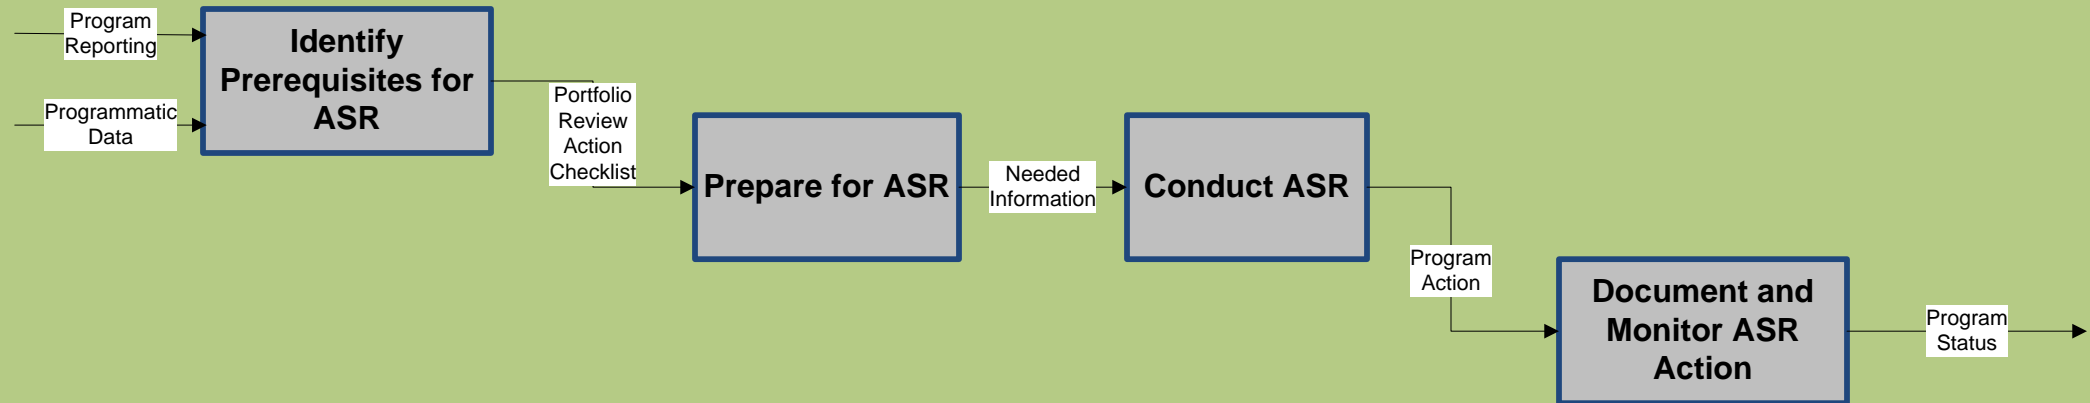 Program
Reporting
Programmatic
Data
Identify
Prerequisites for
ASR
Portfolio
Review
Action
Checklist
Prepare for ASR
Needed
Information
Conduct ASR
Program
Action
Document and
Monitor ASR
Action
Program
Status